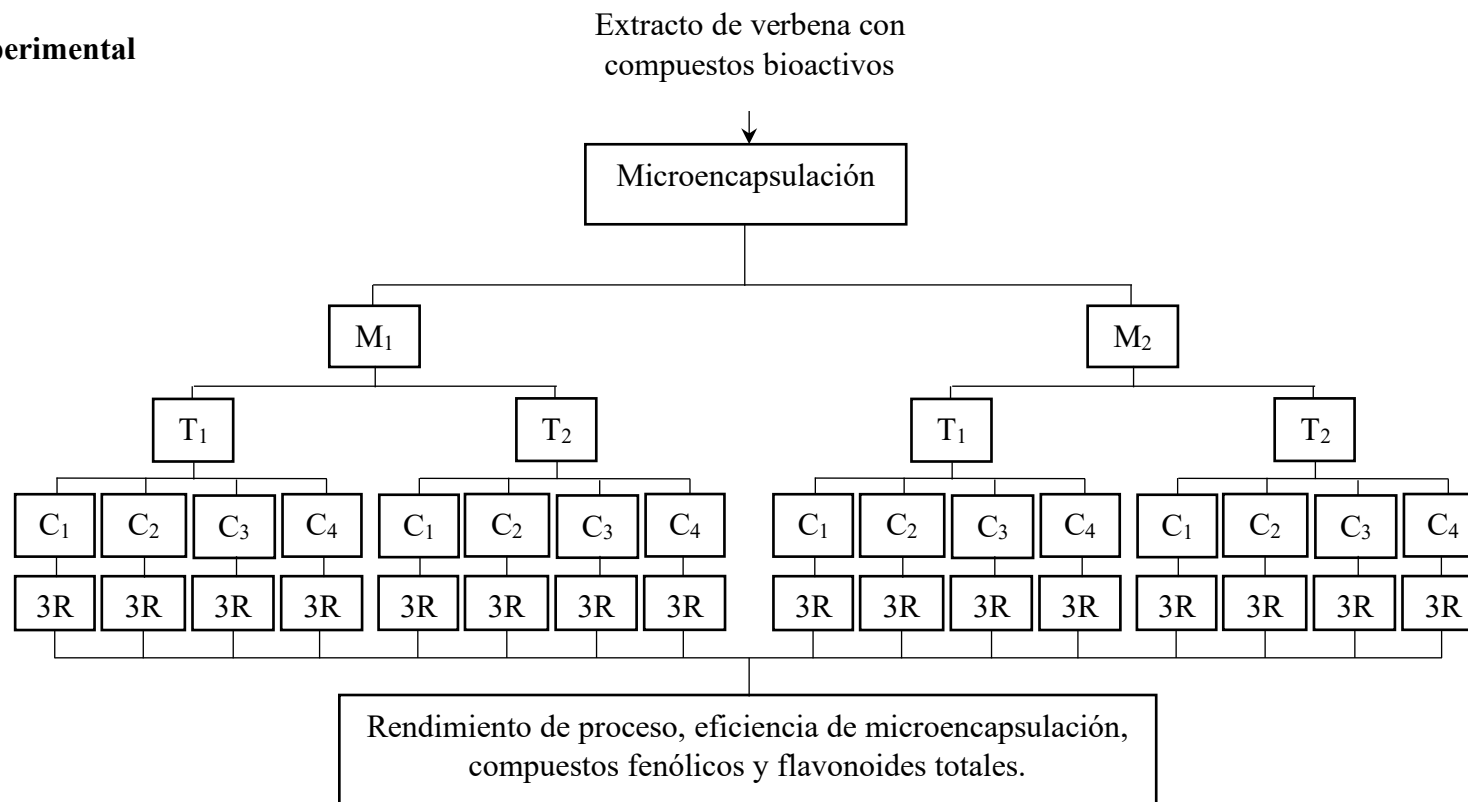 perimental
Extracto de verbena con
compuestos bioactivos
Microencapsulación
M₁ M₂
T₁ T₂ T₁ T₂
C₁ C₂ C₃ C₄ C₁ C₂ C₃ C₄ C₁ C₂ C₃ C₄ C₁ C₂ C₃ C₄
3R 3R 3R 3R 3R 3R 3R 3R 3R 3R 3R 3R 3R 3R 3R 3R
Rendimiento de proceso, eficiencia de microencapsulación,
compuestos fenólicos y flavonoides totales.